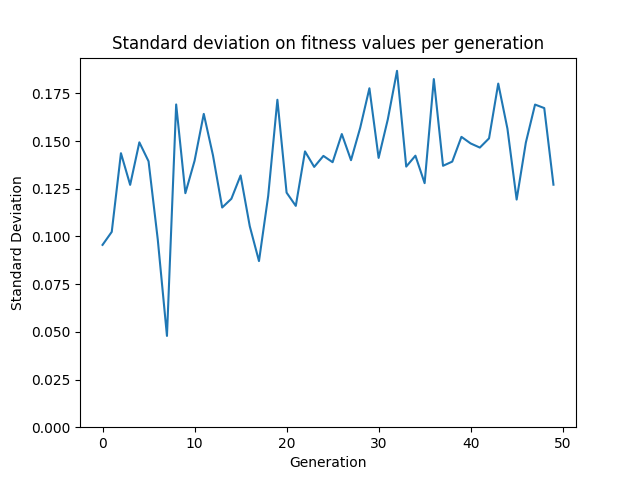 Standard deviation on fitness values per generation
Standard Deviation
0.175
0.150
0.125
0.100
0.075
0.050
0.025
0.000
0 10 20 30 40 50
Generation